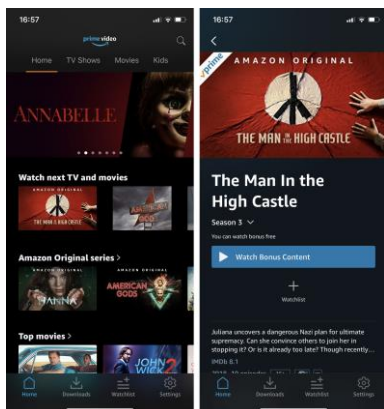 16:57
prime video
Home TV Shows Movies Kids
ANNABELLE
Watch next TV and movies
AMAZON ORIGINAL
THE MAN IN THE HIGH CASTLE
AMERICAN GODS
Amazon Original series >
AMAZON ORIGINAL
HANNA
AMAZON ORIGINAL
AMERICAN GODS
Top movies >
JOHN WICK 2
Home Downloads Watchlist Settings
16:57
prime
AMAZON ORIGINAL
THE MAN IN THE HIGH CASTLE
The Man In the
High Castle
Season 3
You can watch bonus free
Watch Bonus Content
Watchlist
Juliana uncovers a dangerous Nazi plan for ultimate
supremacy. Can she convince others to join her in
stopping it? Or is it already too late? Though recently...
IMDb 8.1
2018 10 episodes
Home Downloads Watchlist Settings